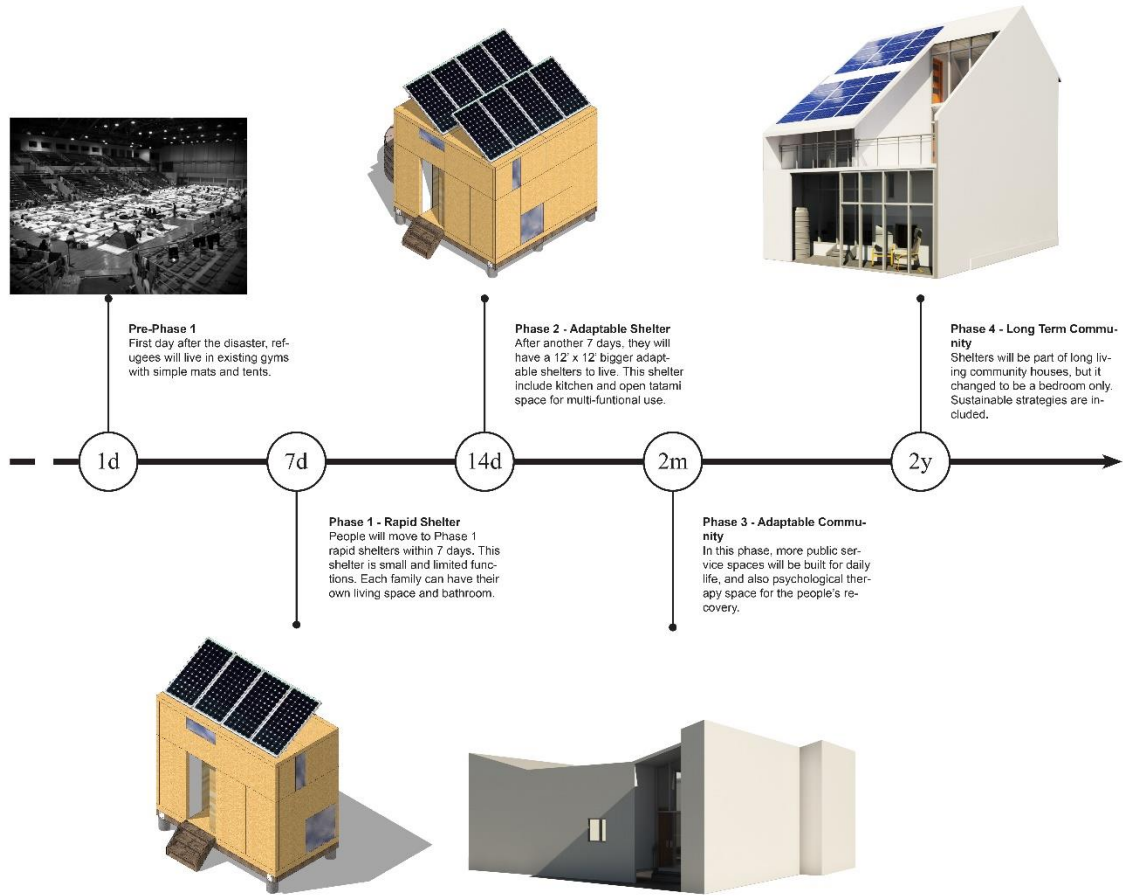 Pre-Phase 1
First day after the disaster, ref-
ugees will live in existing gyms
with simple mats and tents.
Phase 2 - Adaptable Shelter
After another 7 days, they will
have a 12' x 12' bigger adapt-
able shelters to live. This shelter
include kitchen and open tatami
space for multi-funtional use.
Phase 4 - Long Term Commu-
nity
Shelters will be part of long living
community houses, but it
changed to be a bedroom only.
Sustainable strategies are in-
cluded.
1d
7d
14d
2m
2y
Phase 1 - Rapid Shelter
People will move to Phase 1
rapid shelters within 7 days. This
shelter is small and limited func-
tions. Each family can have their
own living space and bathroom.
Phase 3 - Adaptable Commu-
nity
In this phase, more public ser-
vice spaces will be built for daily
life, and also psychological ther-
apy space for the people's re-
covery.